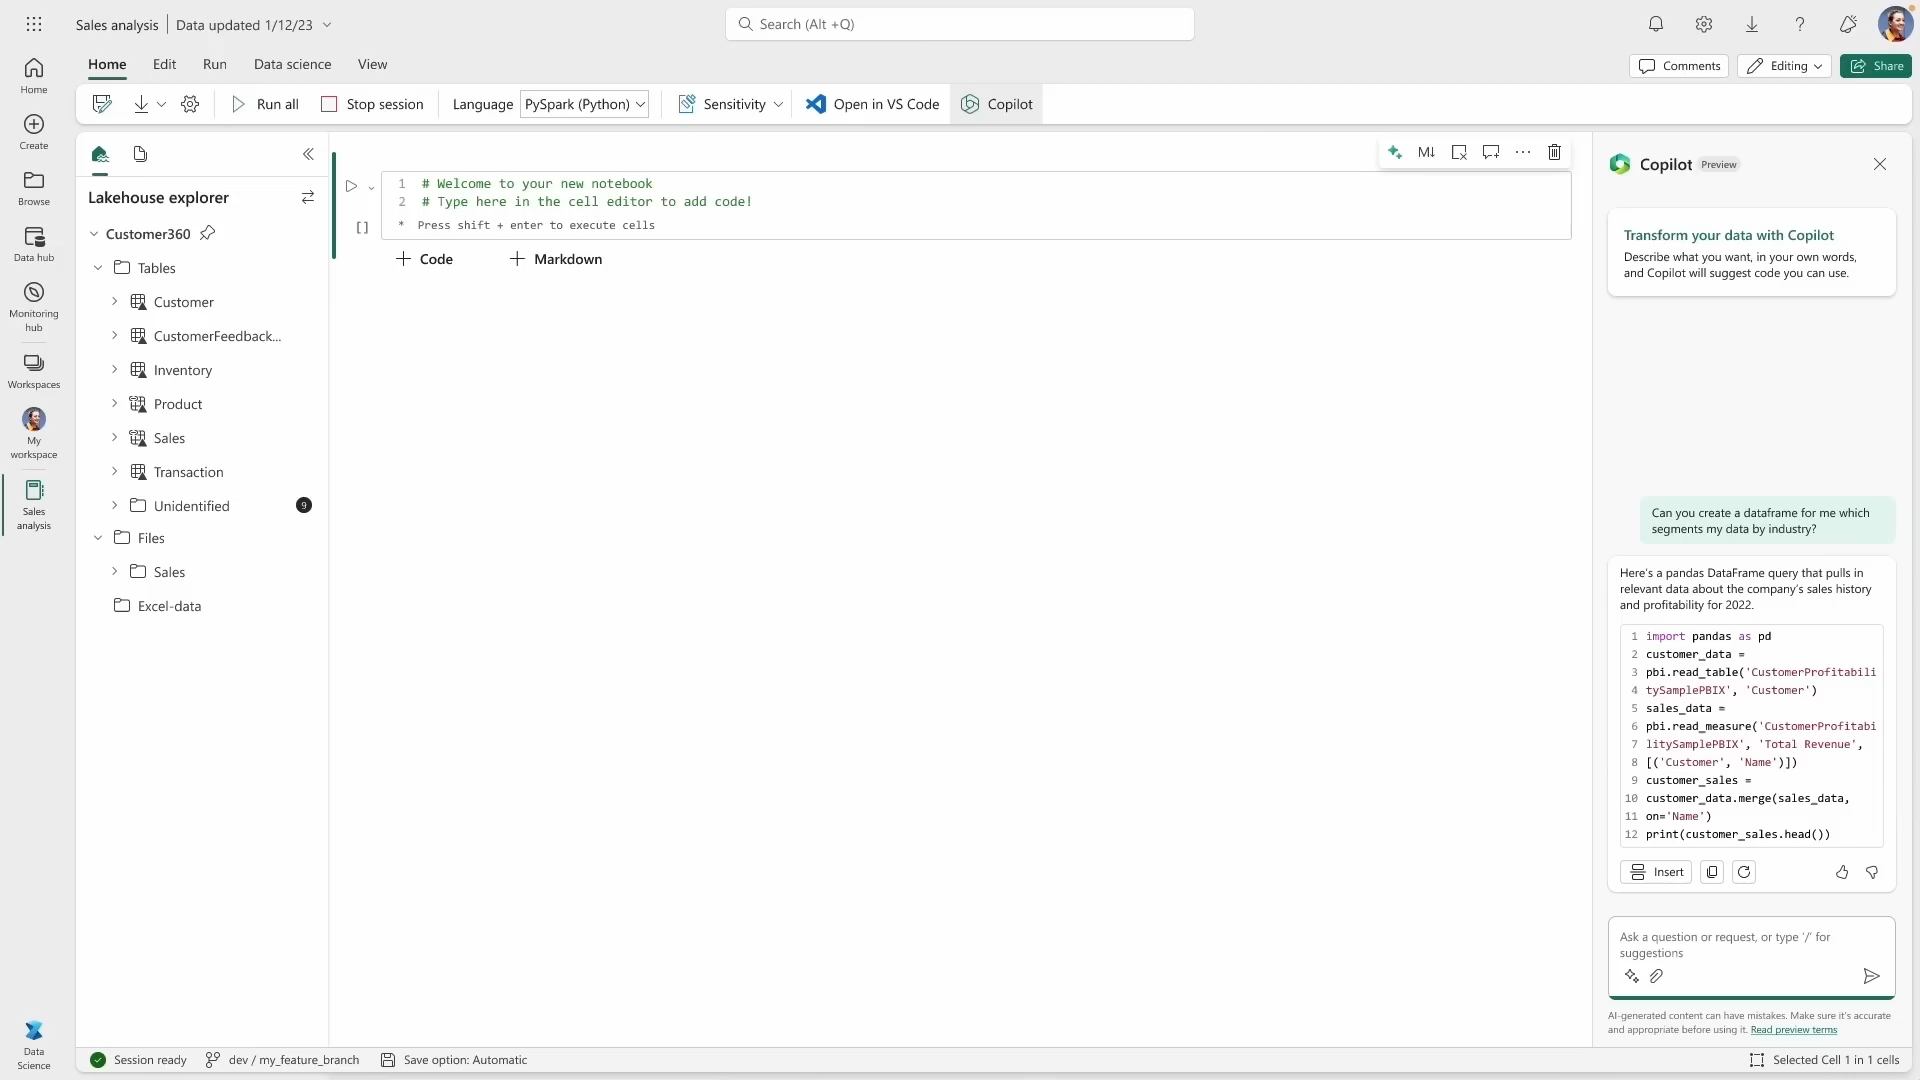 Sales analysis
Data updated 1/12/23
Search (Alt +Q)
Home
Edit
Run
Data science
View
Comments
Editing
Share
Run all
Stop session
Language
PySpark (Python)
Sensitivity
Open in VS Code
Copilot
Home
Create
Browse
Data hub
Monitoring
hub
Workspaces
My
workspace
Sales
analysis
Data
Science
Lakehouse explorer
Customer360
Tables
Customer
CustomerFeedback...
Inventory
Product
Sales
Transaction
Unidentified
9
Files
Sales
Excel-data
M↓
1 # Welcome to your new notebook
2 # Type here in the cell editor to add code!
* Press shift + enter to execute cells
[ ]
+ Code
+ Markdown
Copilot Preview
Transform your data with Copilot
Describe what you want, in your own words,
and Copilot will suggest code you can use.
Can you create a dataframe for me which
segments my data by industry?
Here's a pandas DataFrame query that pulls in
relevant data about the company's sales history
and profitability for 2022.
1 import pandas as pd
2 customer_data =
3 pbi.read_table('CustomerProfitabili
4 tySamplePBIX', 'Customer')
5 sales_data =
6 pbi.read_measure('CustomerProfitabi
7 litySamplePBIX', 'Total Revenue',
8 [('Customer', 'Name')])
9 customer_sales =
10 customer_data.merge(sales_data,
11 on='Name')
12 print(customer_sales.head())
Insert
Ask a question or request, or type '/' for
suggestions
AI-generated content can have mistakes. Make sure it's accurate
and appropriate before using it. Read preview terms
Session ready
dev / my_feature_branch
Save option: Automatic
Selected Cell 1 in 1 cells